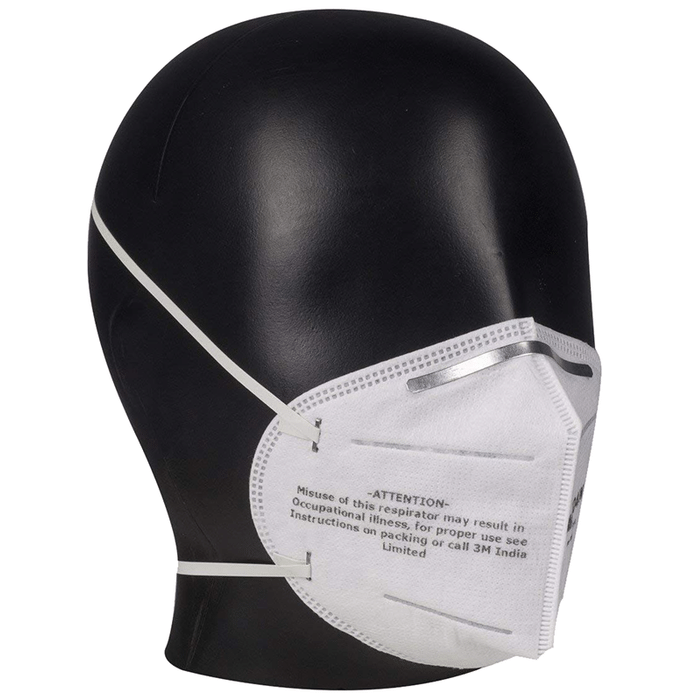 -ATTENTION-
Misuse of this respirator may result in
Occupational illness, for proper use see
Instructions on packing or call 3M India
Limited